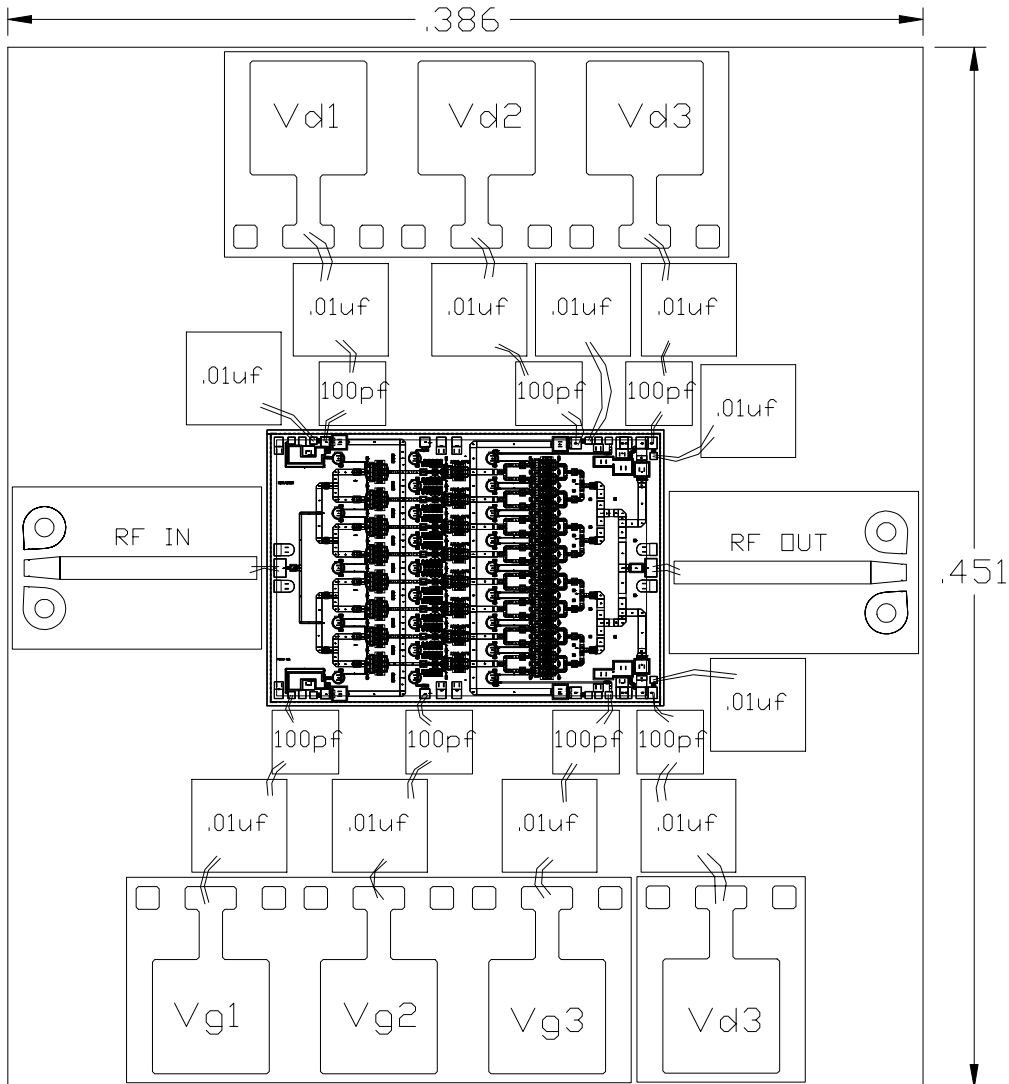 .386
Vd1 Vd2 Vd3
.01uf .01uf .01uf .01uf
.01uf 100pf 100pf 100pf .01uf
RF IN RF OUT
.451
.01uf
100pf 100pf 100pf 100pf
.01uf .01uf .01uf .01uf
Vg1 Vg2 Vg3 Vd3